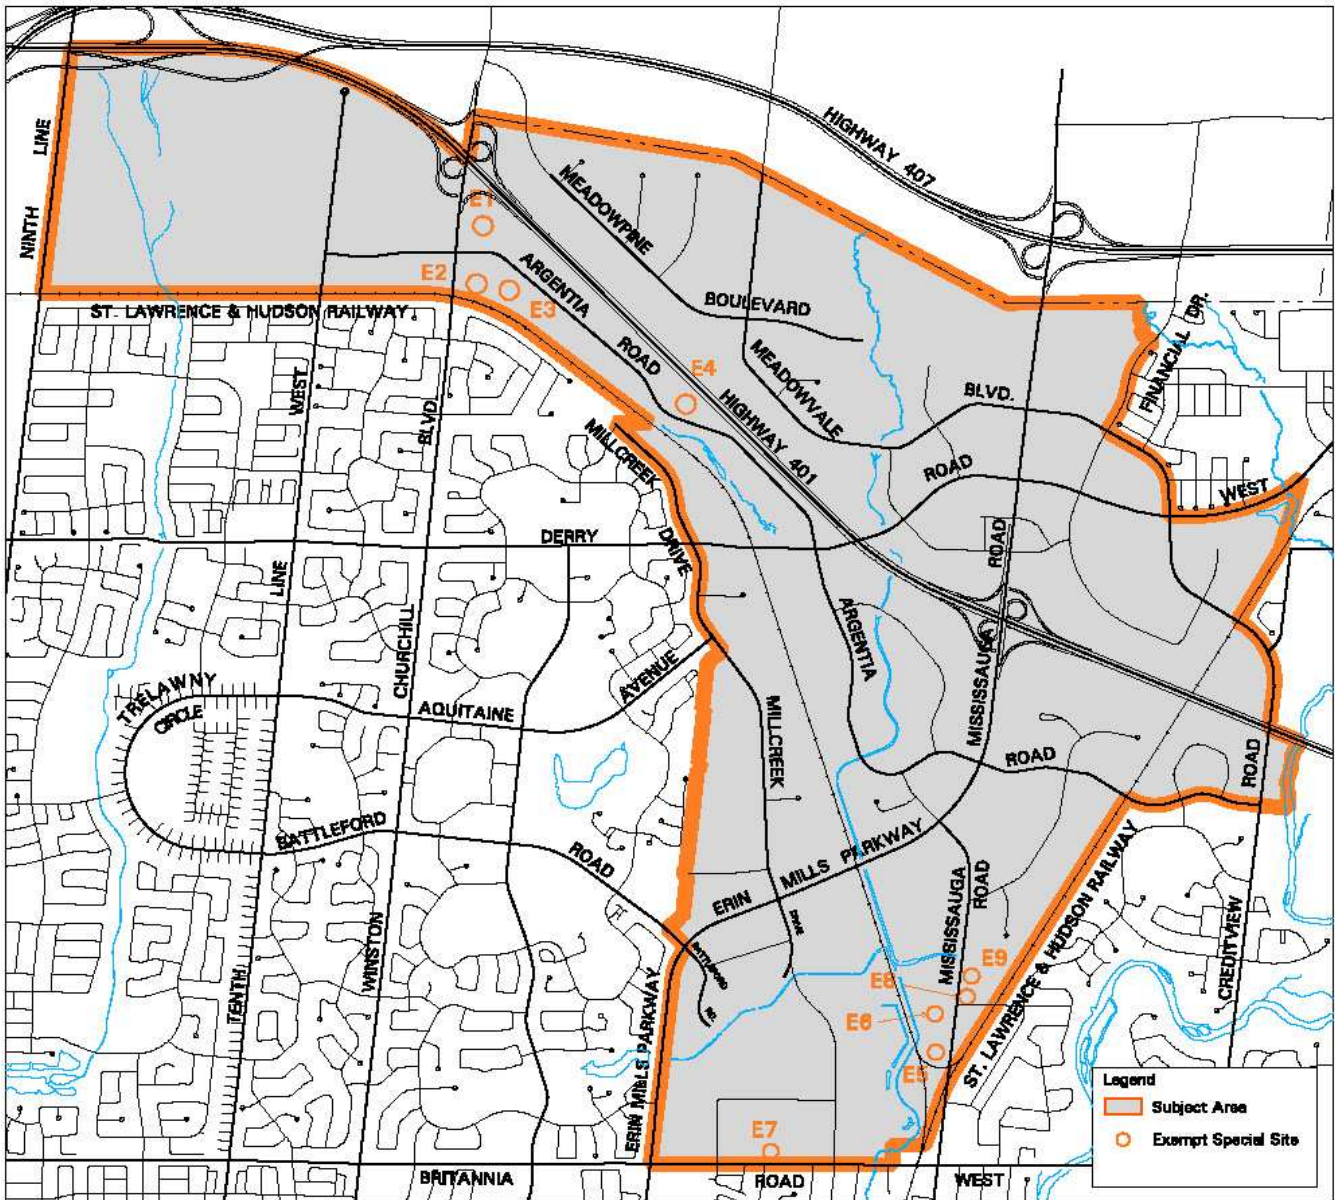 HIGHWAY 407
LINE
NINTH
E1
MEADOWPINE
BOULEVARD
E2
E3
ARGENTIA
ROAD
ST. LAWRENCE & HUDSON RAILWAY
FINANCIAL DR.
E4
MEADOWVALE
BLVD.
HIGHWAY 401
WEST
BLVD.
MILLCREEK
DRIVE
ROAD
WEST
DERRY
ROAD
LINE
CHURCHILL
ARGENTIA
MISSISSAUGA
TRELAWNY
CIRCLE
AVENUE
AQUITAINE
MILLCREEK
ROAD
ROAD
BATTLEFORD
ROAD
ERIN MILLS PARKWAY
DRIVE
MISSISSAUGA
ROAD
ST. LAWRENCE & HUDSON RAILWAY
CREDITVIEW
WINSTON
TENTH
BATTLEFORD
RD.
ERIN MILLS PARKWAY
E9
E8
E6
E5
E7
BRITANNIA
ROAD
WEST
Legend
Subject Area
Exempt Special Site